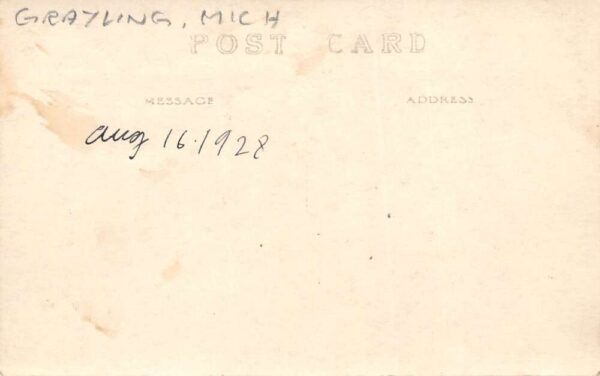 GRAYLING, MICH
POST CARD
MESSAGE
ADDRESS
Aug 16.1928